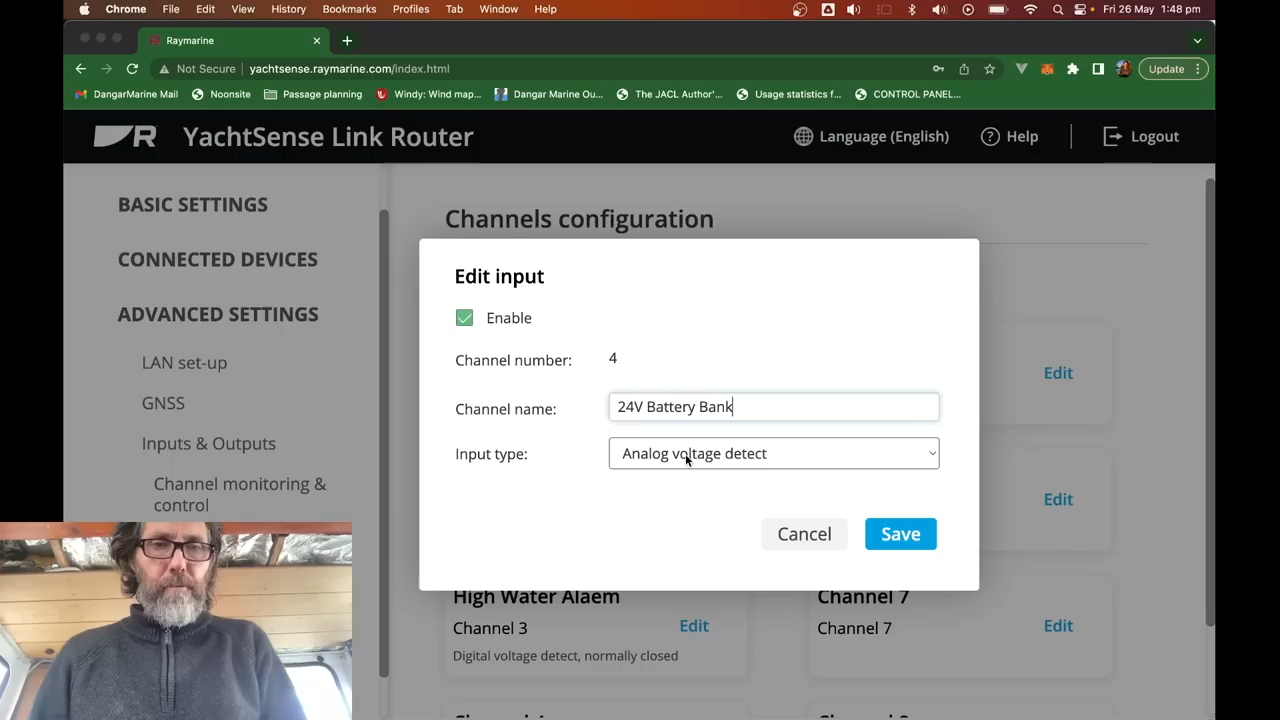 Chrome File Edit View History Bookmarks Profiles Tab Window Help Fri 26 May 1:48 pm
Raymarine
Not Secure yachtsense.raymarine.com/index.html Update
DangarMarine Mail Noonsite Passage planning Windy: Wind map... Dangar Marine Ou... The JACL Author'... Usage statistics f... CONTROL PANEL...
R YachtSense Link Router Language (English) Help Logout
BASIC SETTINGS
CONNECTED DEVICES
ADVANCED SETTINGS
LAN set-up
GNSS
Inputs & Outputs
Channel monitoring &
control
Channels configuration
Edit input
Enable
Channel number: 4
Channel name: 24V Battery Bank
Input type: Analog voltage detect
Cancel Save
Edit
Edit
High Water Alaem
Channel 3 Edit
Digital voltage detect, normally closed
Channel 7
Channel 7 Edit